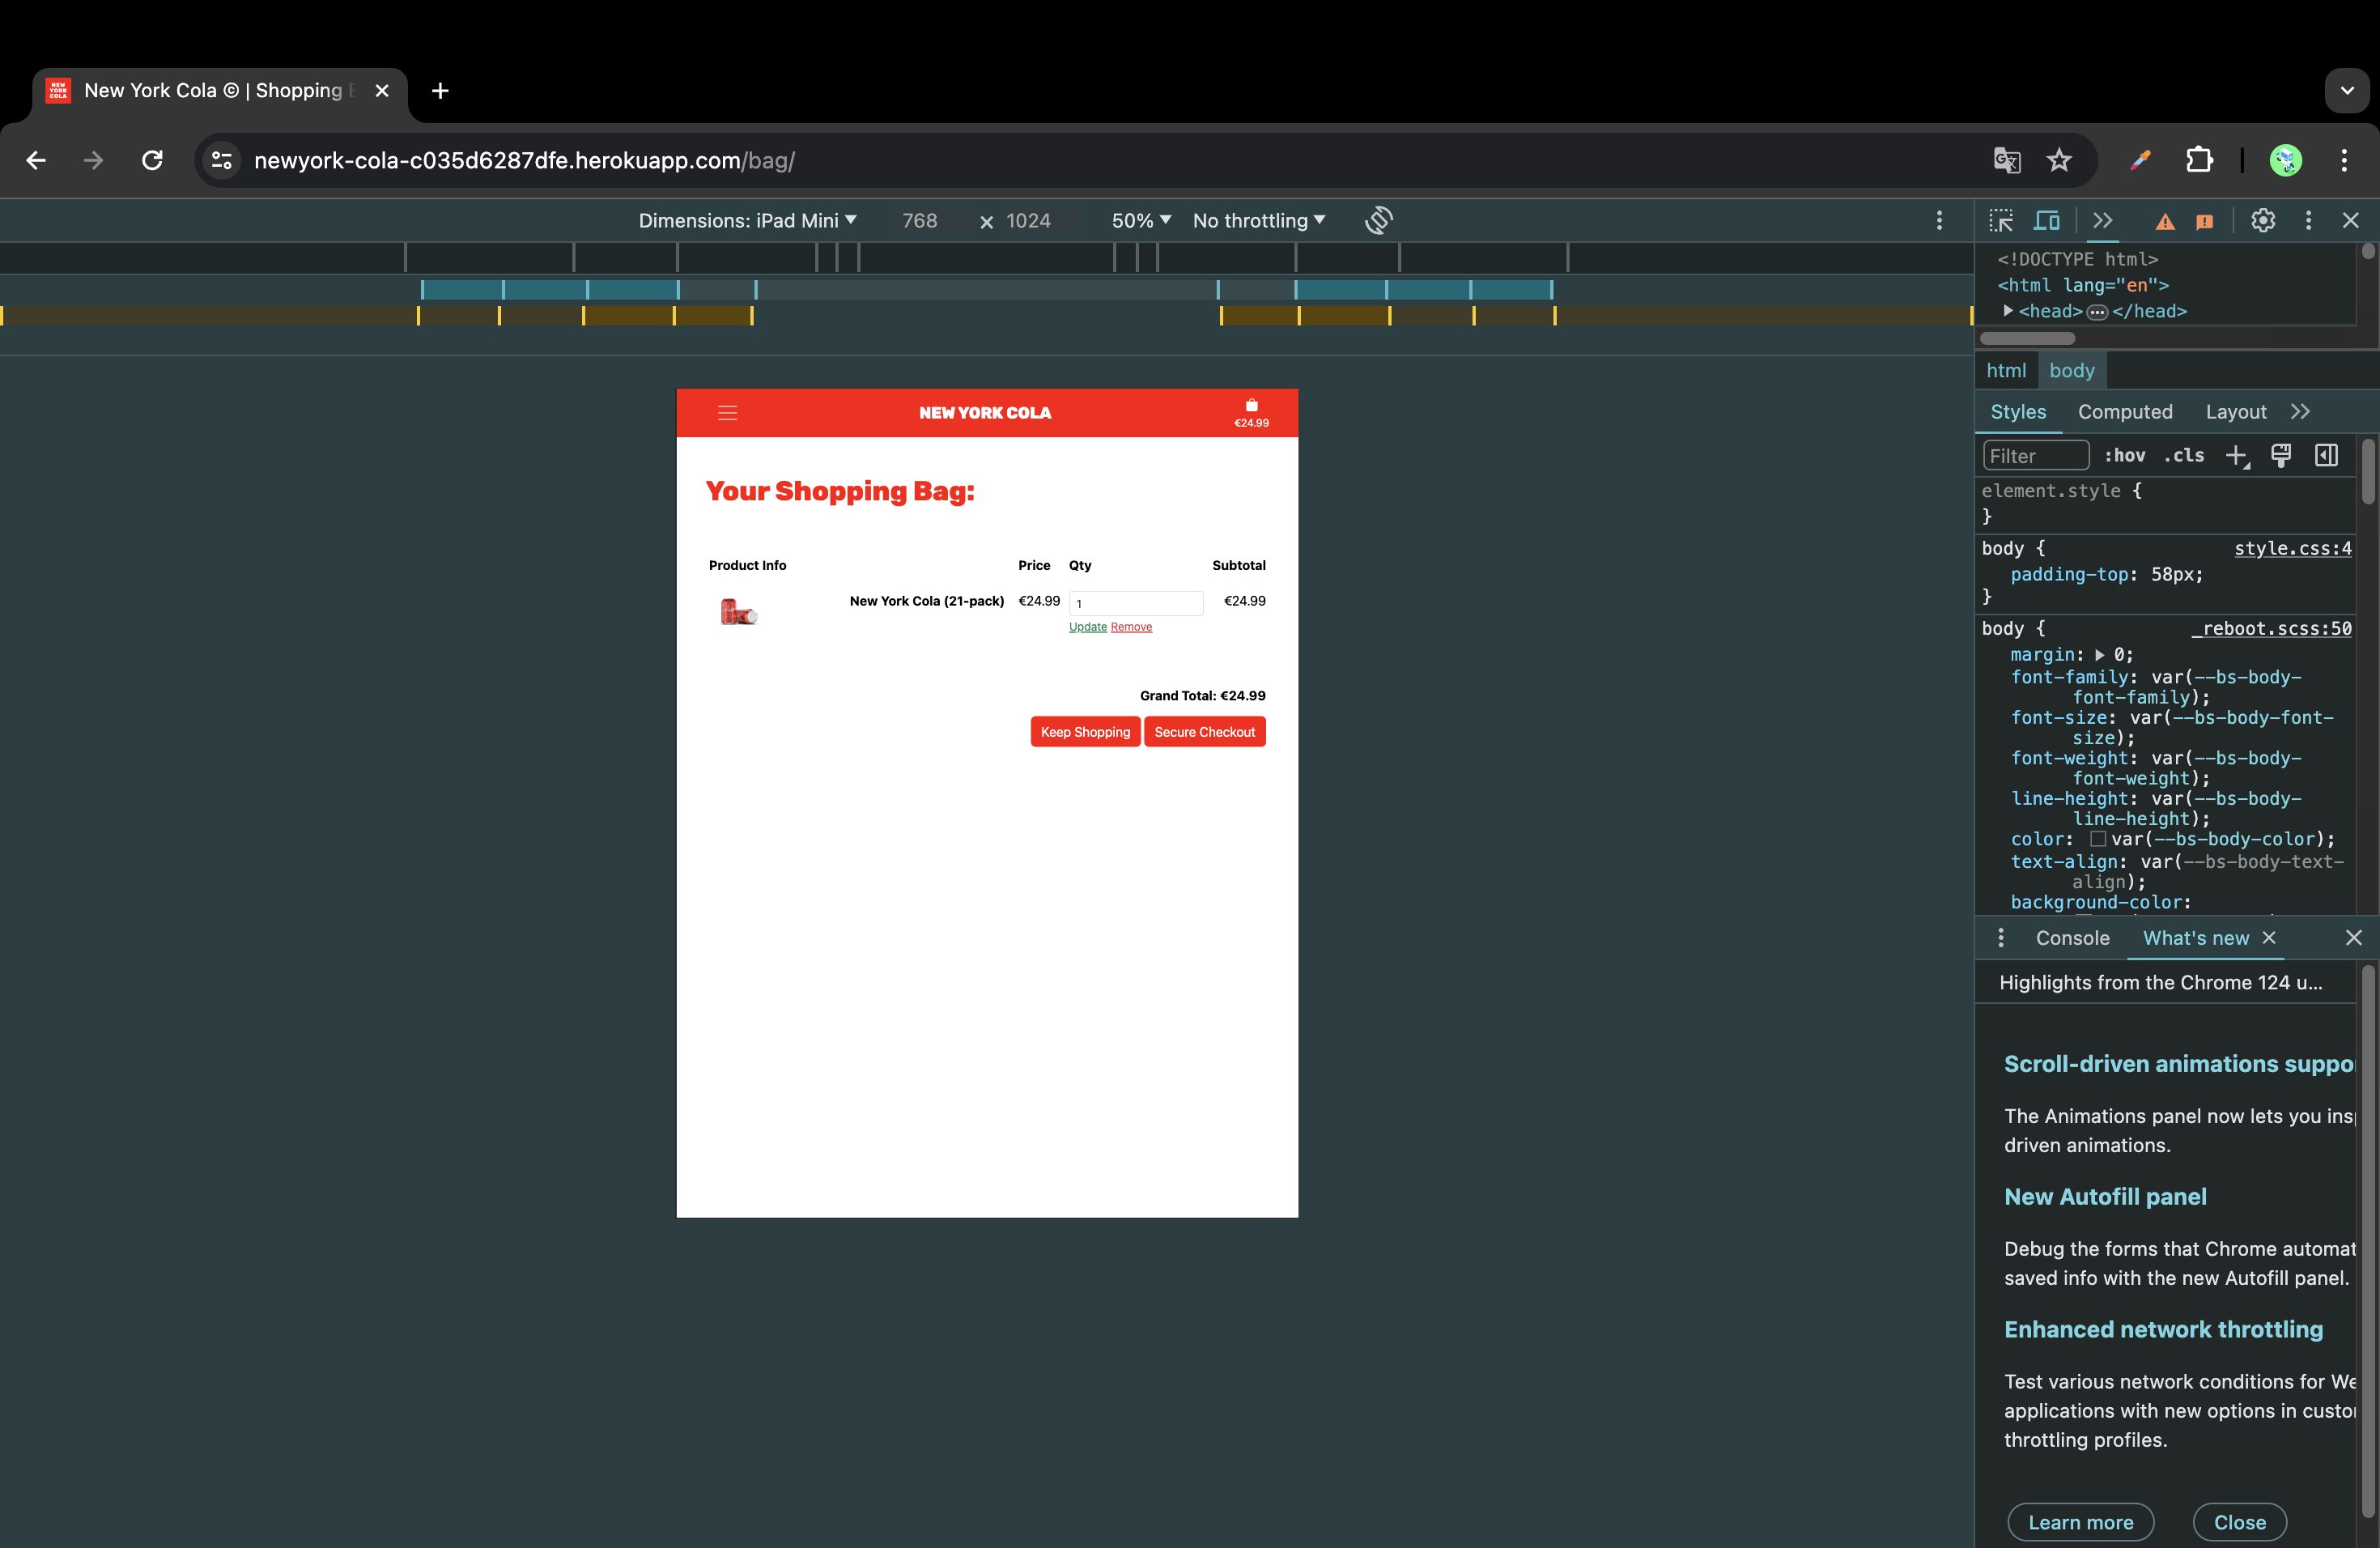 NEW YORK COLA
New York Cola © | Shopping
newyork-cola-c035d6287dfe.herokuapp.com/bag/
Dimensions: iPad Mini
768 × 1024
50%
No throttling
<!DOCTYPE html>
<html lang="en">
<head>
</head>
html body
NEW YORK COLA
€24.99
Your Shopping Bag:
Product Info Price Qty Subtotal
New York Cola (21-pack) €24.99 1 €24.99
Update Remove
Grand Total: €24.99
Keep Shopping Secure Checkout
Styles Computed Layout
Filter :hov .cls
element.style {
}
body { style.css:4
padding-top: 58px;
}
body { _reboot.scss:50
margin: 0;
font-family: var(--bs-body-
font-family);
font-size: var(--bs-body-font-
size);
font-weight: var(--bs-body-
font-weight);
line-height: var(--bs-body-
line-height);
color: var(--bs-body-color);
text-align: var(--bs-body-text-
align);
background-color:
Console What's new
Highlights from the Chrome 124 u...
Scroll-driven animations suppo
The Animations panel now lets you ins
driven animations.
New Autofill panel
Debug the forms that Chrome automat
saved info with the new Autofill panel.
Enhanced network throttling
Test various network conditions for We
applications with new options in custo
throttling profiles.
Learn more Close